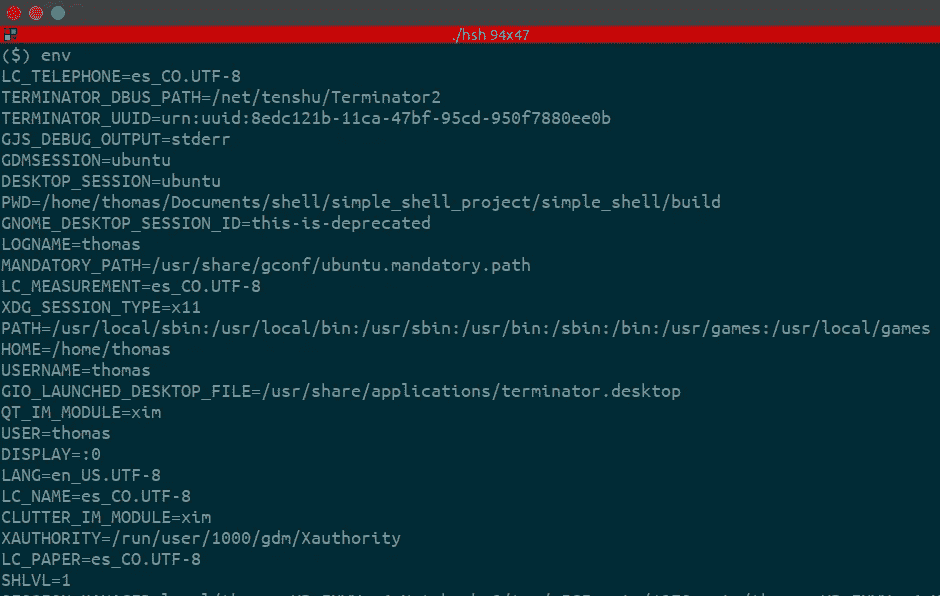 ./hsh 94x47
($) env
LC_TELEPHONE=es_CO.UTF-8
TERMINATOR_DBUS_PATH=/net/tenshu/Terminator2
TERMINATOR_UUID=urn:uuid:8edc121b-11ca-47bf-95cd-950f7880ee0b
GJS_DEBUG_OUTPUT=stderr
GDMSESSION=ubuntu
DESKTOP_SESSION=ubuntu
PWD=/home/thomas/Documents/shell/simple_shell_project/simple_shell/build
GNOME_DESKTOP_SESSION_ID=this-is-deprecated
LOGNAME=thomas
MANDATORY_PATH=/usr/share/gconf/ubuntu.mandatory.path
LC_MEASUREMENT=es_CO.UTF-8
XDG_SESSION_TYPE=x11
PATH=/usr/local/sbin:/usr/local/bin:/usr/sbin:/usr/bin:/sbin:/bin:/usr/games:/usr/local/games
HOME=/home/thomas
USERNAME=thomas
GIO_LAUNCHED_DESKTOP_FILE=/usr/share/applications/terminator.desktop
QT_IM_MODULE=xim
USER=thomas
DISPLAY=:0
LANG=en_US.UTF-8
LC_NAME=es_CO.UTF-8
CLUTTER_IM_MODULE=xim
XAUTHORITY=/run/user/1000/gdm/Xauthority
LC_PAPER=es_CO.UTF-8
SHLVL=1